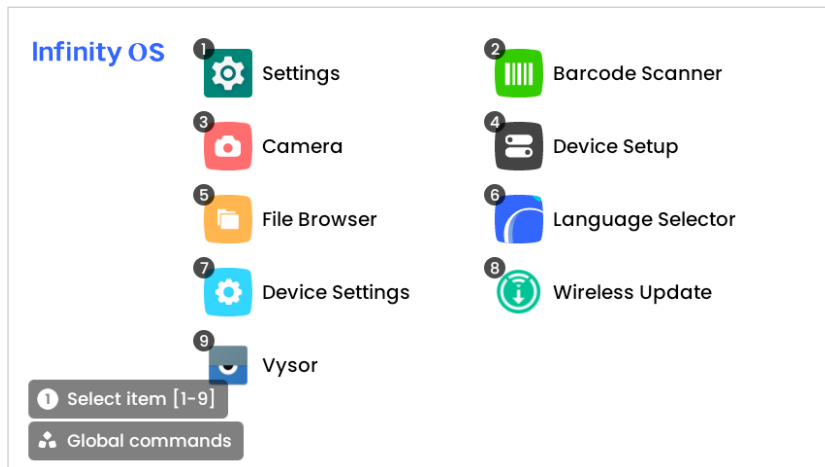 Infinity OS
1 Settings
2 Barcode Scanner
3 Camera
4 Device Setup
5 File Browser
6 Language Selector
7 Device Settings
8 Wireless Update
9 Vysor
1 Select item [1-9]
Global commands